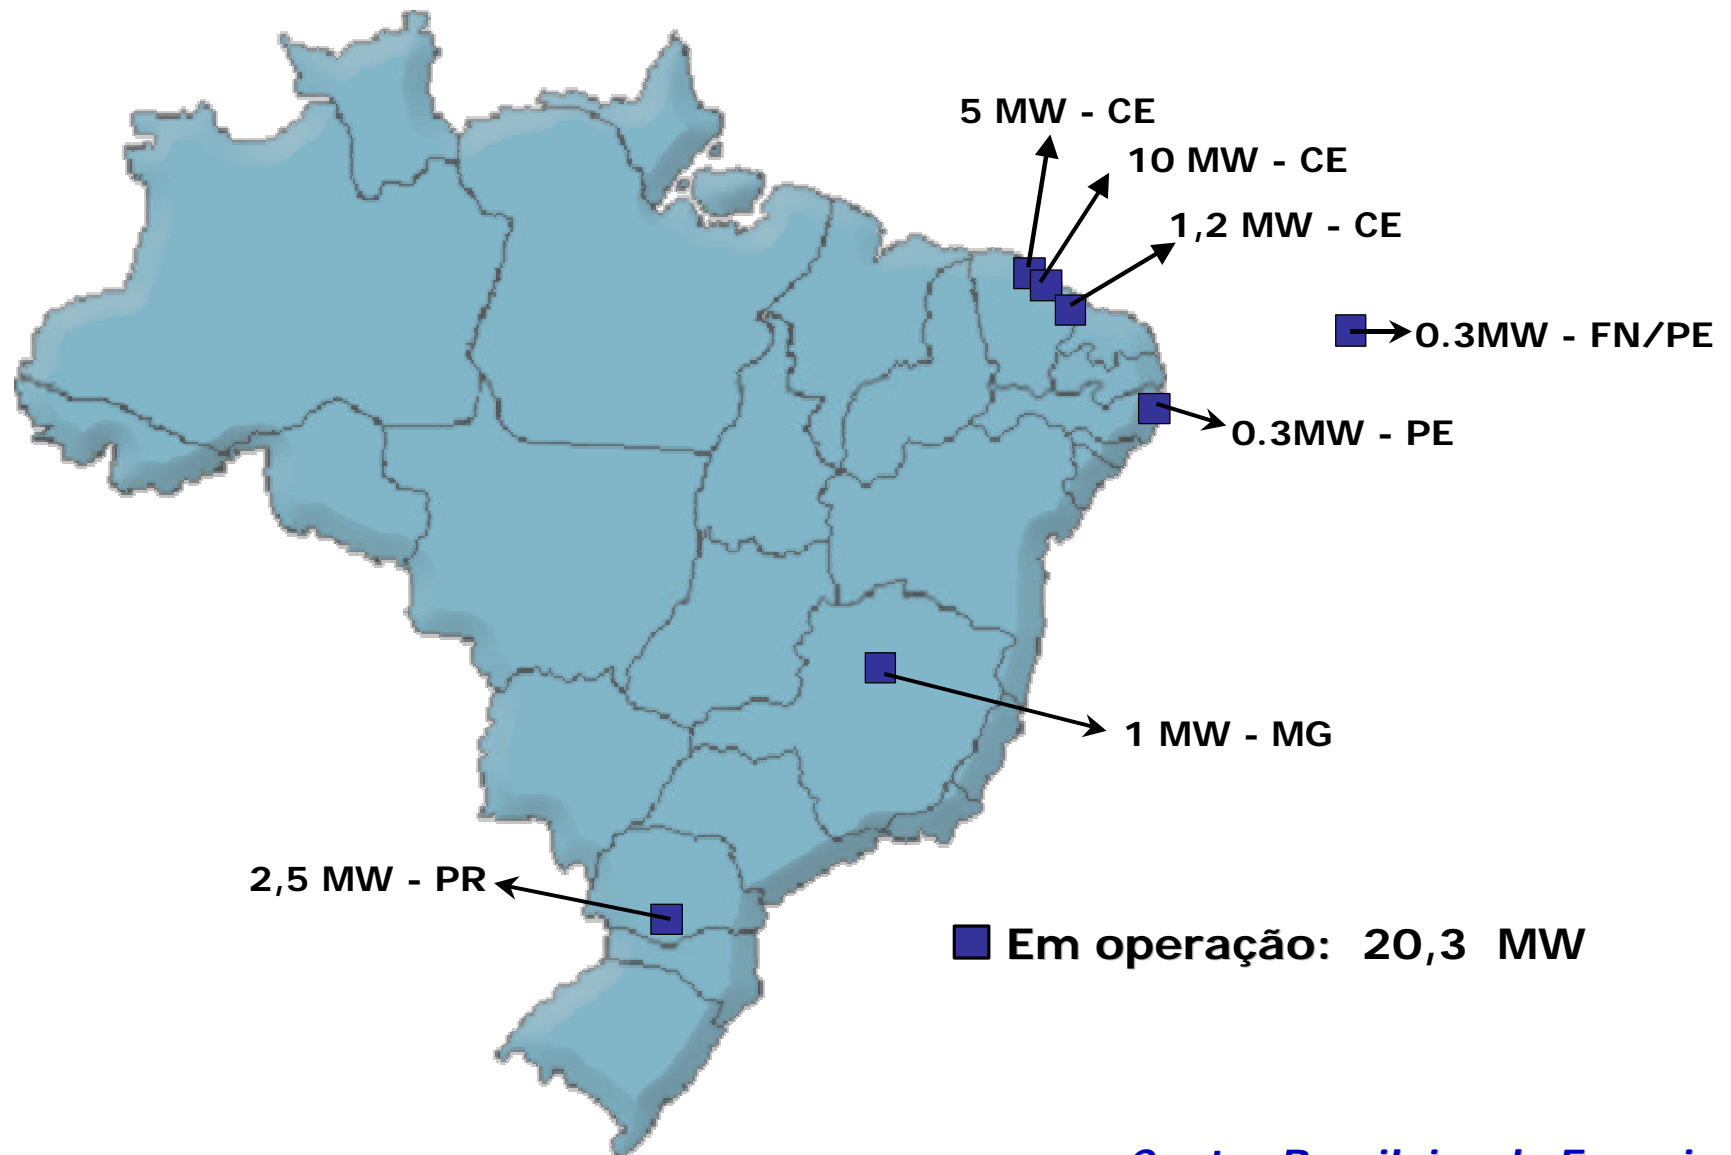 5 MW - CE
10 MW - CE
1,2 MW - CE
0.3MW - FN/PE
0.3MW - PE
1 MW - MG
2,5 MW - PR
Em operação: 20,3 MW